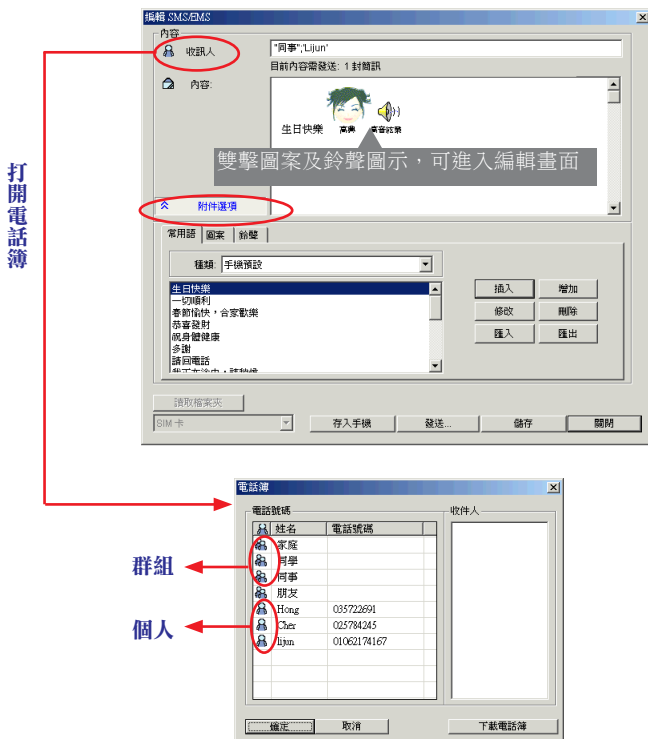 編輯 SMS/EMS
内容
收訊人
"同事";'Lijun'
目前內容需發送: 1 封簡訊
內容:
生日快樂
高興
高音弦樂
雙擊圖案及鈴聲圖示，可進入編輯畫面
附件選項
打開電話簿
常用語 圖案 鈴聲
種類: 手機預設
生日快樂
一切順利
春節愉快，合家歡樂
恭喜發財
祝身體健康
多謝
請回電話
插入 增加
修改 刪除
匯入 匯出
讀取檔案夾
SIM 卡
存入手機 發送... 儲存 關閉
電話簿
電話號碼
姓名 電話號碼
家庭
同學
同事
朋友
Hong 035722691
Cher 025784245
lijun 01062174167
收件人
群組
個人
確定 取消 下載電話簿